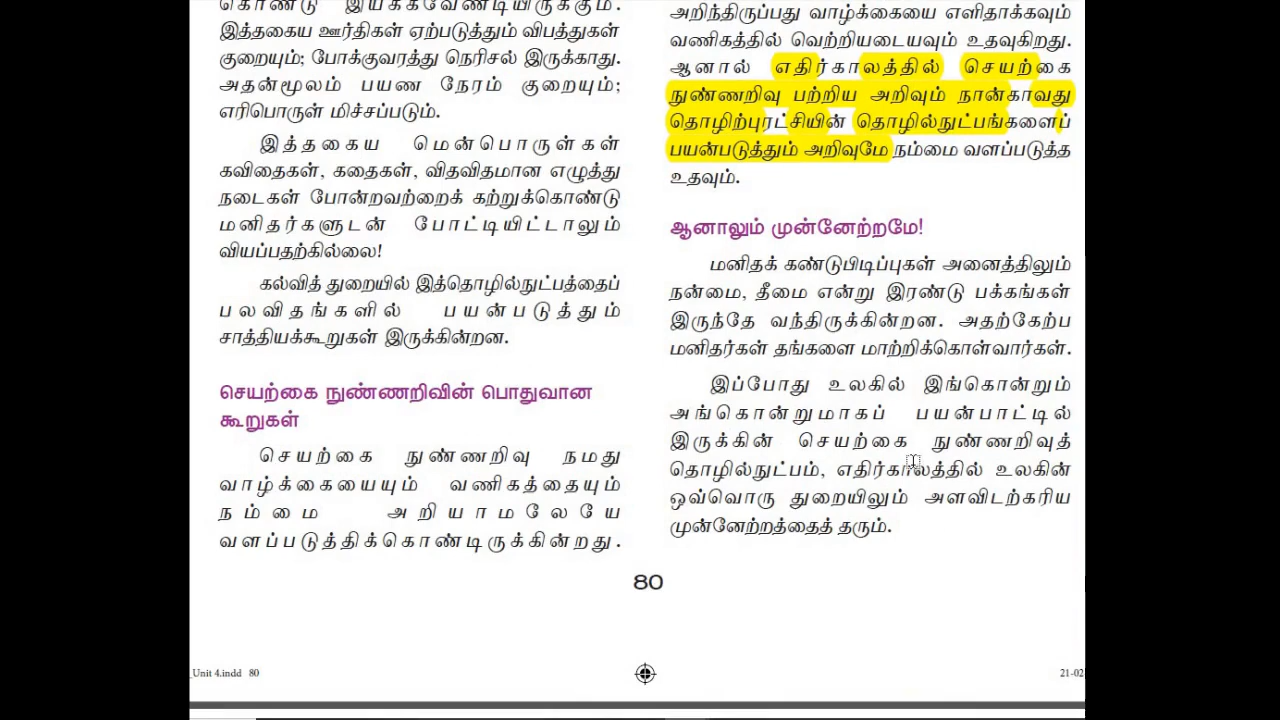 கொண்டு இயக்கவேண்டியிருக்கும்.
இத்தகைய ஊர்திகள் ஏற்படுத்தும் விபத்துகள்
குறையும்; போக்குவரத்து நெரிசல் இருக்காது.
அதன்மூலம் பயண நேரம் குறையும்;
எரிபொருள் மிச்சப்படும்.
இத்தகைய மென்பொருள்கள்
கவிதைகள், கதைகள், விதவிதமான எழுத்து
நடைகள் போன்றவற்றைக் கற்றுக்கொண்டு
மனிதர்களுடன் போட்டியிட்டாலும்
வியப்பதற்கில்லை!
கல்வித் துறையில் இத்தொழில்நுட்பத்தைப்
பலவிதங்களில் பயன்படுத்தும்
சாத்தியக்கூறுகள் இருக்கின்றன.
செயற்கை நுண்ணறிவின் பொதுவான
கூறுகள்
செயற்கை நுண்ணறிவு நமது
வாழ்க்கையையும் வணிகத்தையும்
நம்மை அறியாமலேயே
வளப்படுத்திக்கொண்டிருக்கின்றது.
அறிந்திருப்பது வாழ்க்கையை எளிதாக்கவும்
வணிகத்தில் வெற்றியடையவும் உதவுகிறது.
ஆனால் எதிர்காலத்தில் செயற்கை
நுண்ணறிவு பற்றிய அறிவும் நான்காவது
தொழிற்புரட்சியின் தொழில்நுட்பங்களைப்
பயன்படுத்தும் அறிவுமே நம்மை வளப்படுத்த
உதவும்.
ஆனாலும் முன்னேற்றமே!
மனிதக் கண்டுபிடிப்புகள் அனைத்திலும்
நன்மை, தீமை என்று இரண்டு பக்கங்கள்
இருந்தே வந்திருக்கின்றன. அதற்கேற்ப
மனிதர்கள் தங்களை மாற்றிக்கொள்வார்கள்.
இப்போது உலகில் இங்கொன்றும்
அங்கொன்றுமாகப் பயன்பாட்டில்
இருக்கின் செயற்கை நுண்ணறிவுத்
தொழில்நுட்பம், எதிர்காலத்தில் உலகின்
ஒவ்வொரு துறையிலும் அளவிடற்கரிய
முன்னேற்றத்தைத் தரும்.
80
_Unit 4.indd 80
21-02